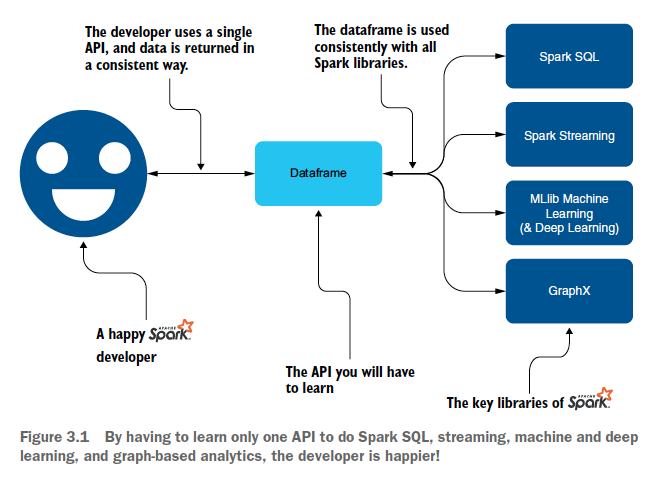 The developer uses a single
API, and data is returned in
a consistent way.
The dataframe is used
consistently with all
Spark libraries.
Spark SQL
Spark Streaming
Dataframe
MLlib Machine
Learning
(& Deep Learning)
GraphX
A happy APACHE Spark™
developer
The API you will have
to learn
The key libraries of APACHE Spark™
Figure 3.1 By having to learn only one API to do Spark SQL, streaming, machine and deep
learning, and graph-based analytics, the developer is happier!